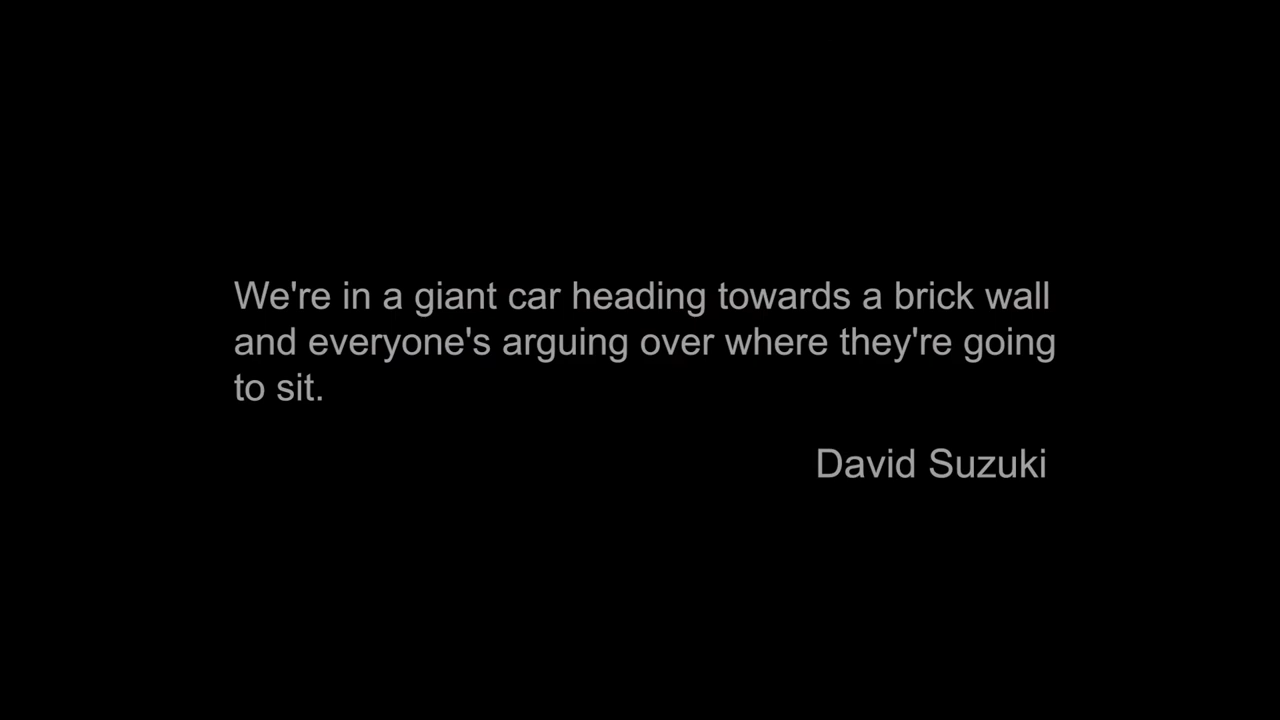 We're in a giant car heading towards a brick wall
and everyone's arguing over where they're going
to sit.
David Suzuki